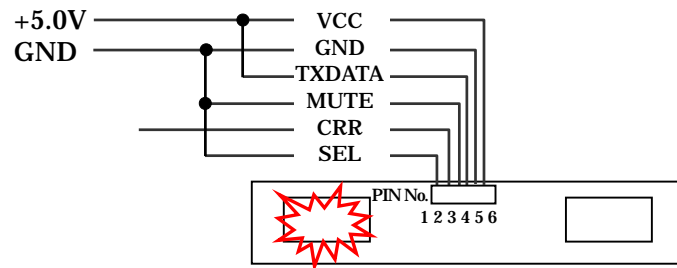 +5.0V VCC
GND GND
TXDATA
MUTE
CRR
SEL
PIN No.
1 2 3 4 5 6